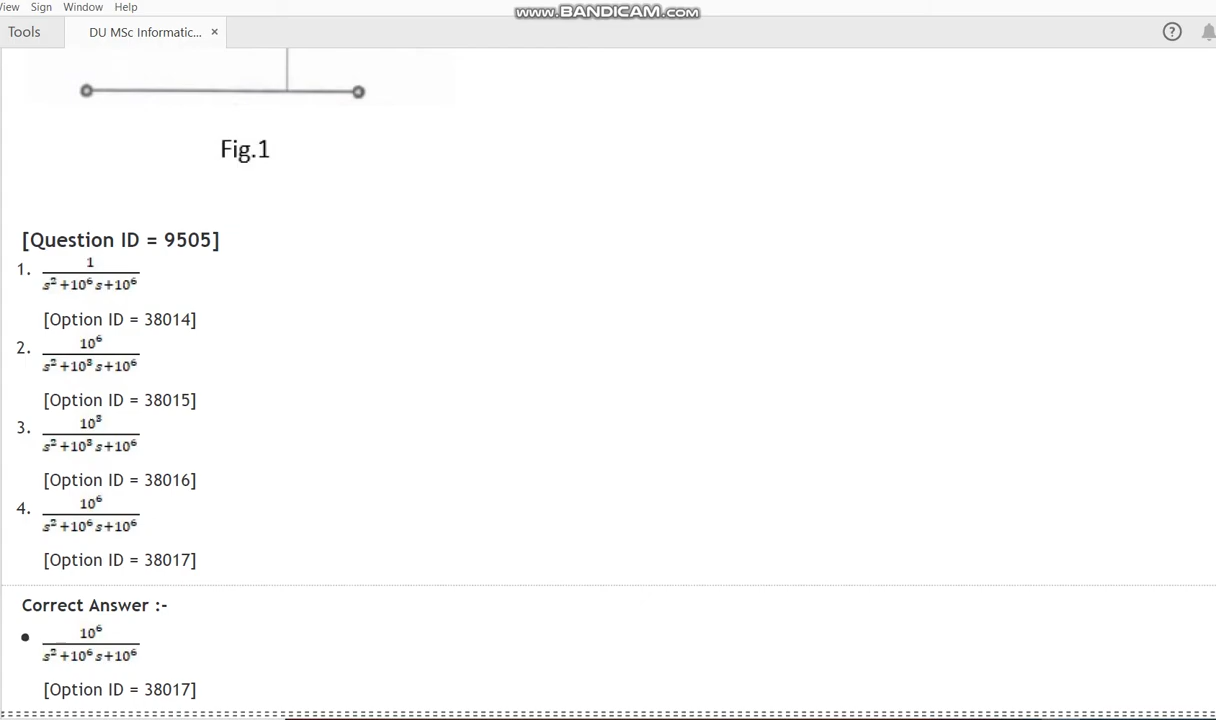 View Sign Window Help
www.BANDICAM.com
Tools DU MSc Informatic... × ?
Fig.1
[Question ID = 9505]
1. 1
s²+10⁶s+10⁶
[Option ID = 38014]
2. 10⁶
s²+10³s+10⁶
[Option ID = 38015]
3. 10³
s²+10³s+10⁶
[Option ID = 38016]
4. 10⁶
s²+10⁶s+10⁶
[Option ID = 38017]
Correct Answer :-
• 10⁶
s²+10⁶s+10⁶
[Option ID = 38017]